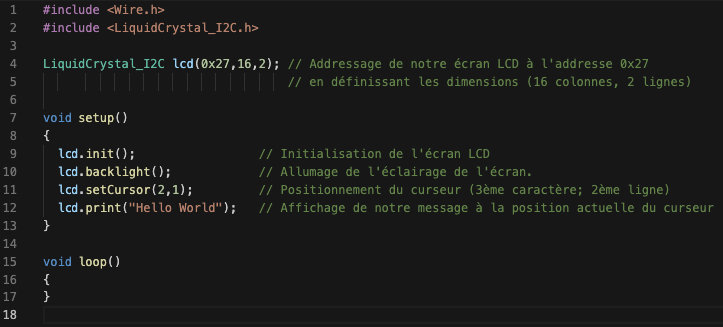 1 #include <Wire.h>
2 #include <LiquidCrystal_I2C.h>
3
4 LiquidCrystal_I2C lcd(0x27,16,2); // Addressage de notre écran LCD à l'addresse 0x27
5 // en définissant les dimensions (16 colonnes, 2 lignes)
6
7 void setup()
8 {
9 lcd.init(); // Initialisation de l'écran LCD
10 lcd.backlight(); // Allumage de l'éclairage de l'écran.
11 lcd.setCursor(2,1); // Positionnement du curseur (3ème caractère; 2ème ligne)
12 lcd.print("Hello World"); // Affichage de notre message à la position actuelle du curseur
13 }
14
15 void loop()
16 {
17 }
18